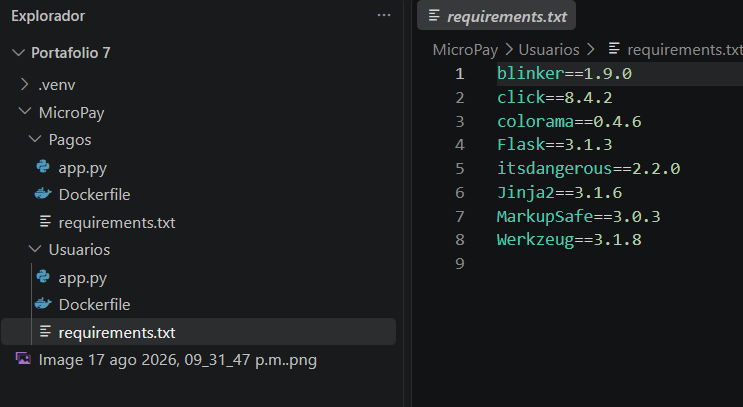 Explorador
Portafolio 7
.venv
MicroPay
Pagos
app.py
Dockerfile
requirements.txt
Usuarios
app.py
Dockerfile
requirements.txt
Image 17 ago 2026, 09_31_47 p.m..png
requirements.txt
MicroPay > Usuarios > requirements.txt
1 blinker==1.9.0
2 click==8.4.2
3 colorama==0.4.6
4 Flask==3.1.3
5 itsdangerous==2.2.0
6 Jinja2==3.1.6
7 MarkupSafe==3.0.3
8 Werkzeug==3.1.8
9